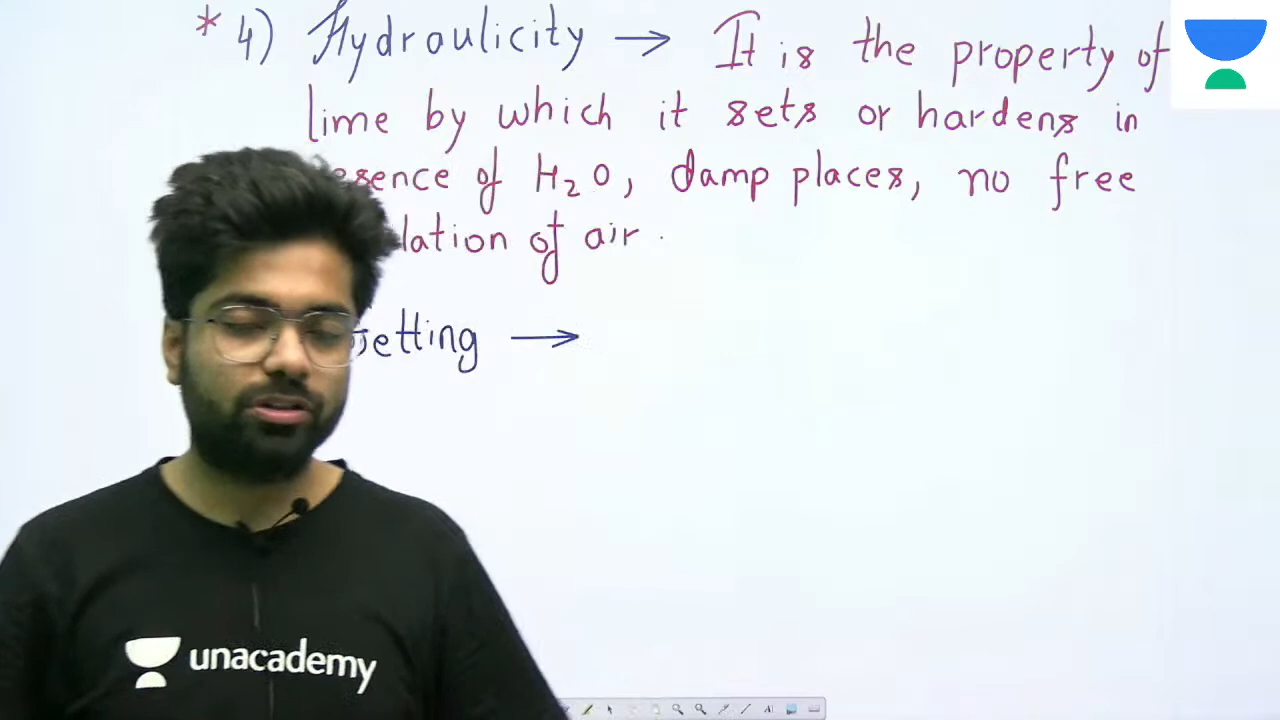 * 4) Hydraulicity → It is the property of
lime by which it sets or hardens in
esence of H₂O, damp places, no free
lation of air.
setting →
unacademy